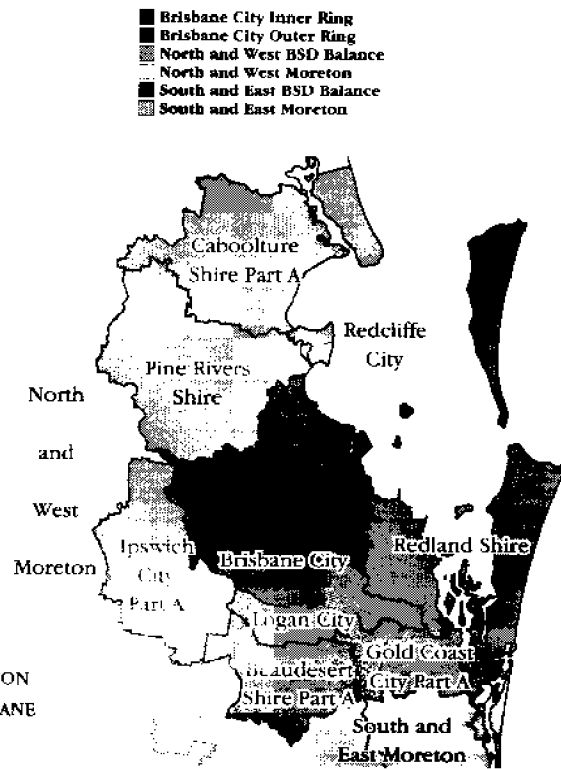 Brisbane City Inner Ring
Brisbane City Outer Ring
North and West BSD Balance
North and West Moreton
South and East BSD Balance
South and East Moreton
Caboolture
Shire Part A
Redcliffe
City
Pine Rivers
Shire
North
and
West
Moreton
Ipswich
City
Part A
Brisbane City
Redland Shire
Logan City
Gold Coast
City Part A
Beaudesert
Shire Part A
ON
ANE
South and
East Moreton